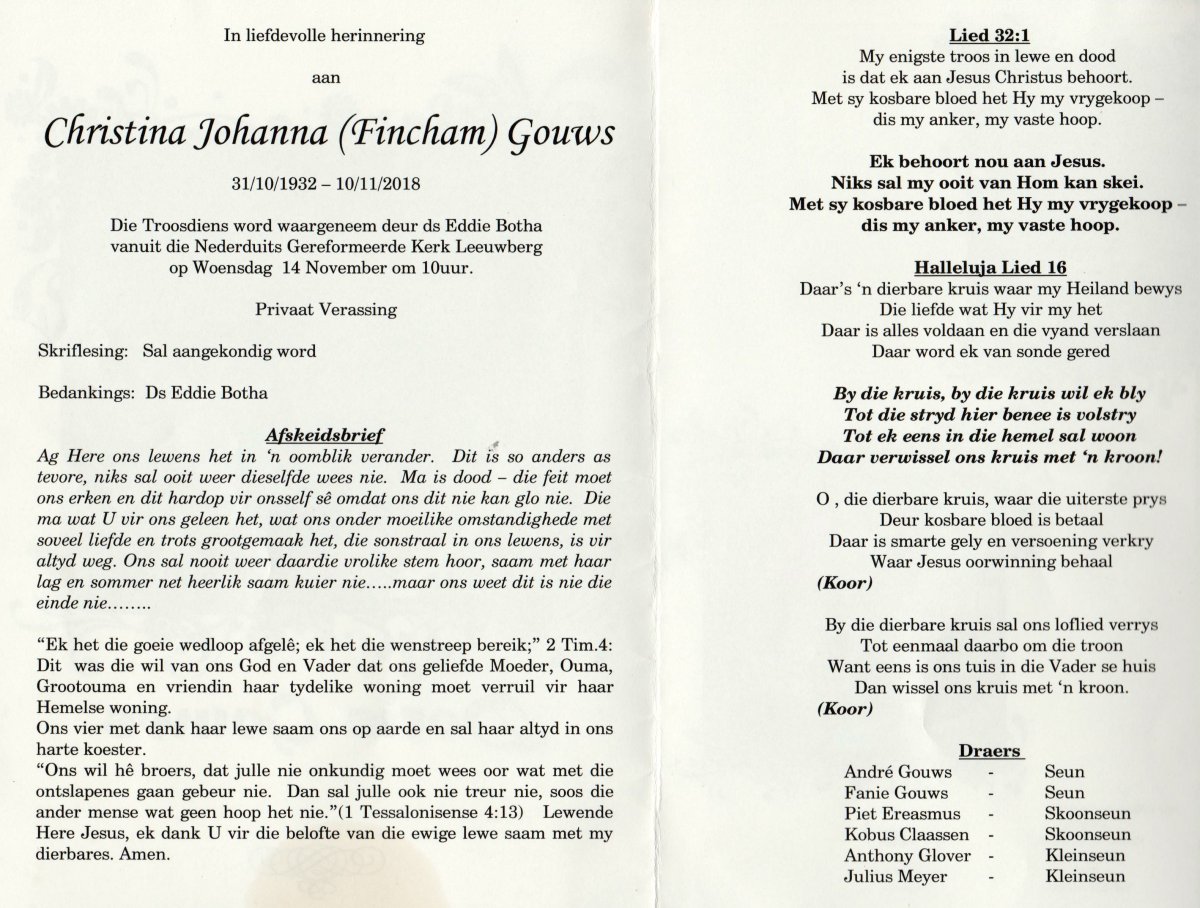 In liefdevolle herinnering
aan
Christina Johanna (Fincham) Gouws
31/10/1932 – 10/11/2018
Die Troosdiens word waargeneem deur ds Eddie Botha
vanuit die Nederduits Gereformeerde Kerk Leeuwberg
op Woensdag 14 November om 10uur.
Privaat Verassing
Skriflesing: Sal aangekondig word
Bedankings: Ds Eddie Botha
Afskeidsbrief
Ag Here ons lewens het in ‘n oomblik verander. Dit is so anders as
tevore, niks sal ooit weer dieselfde wees nie. Ma is dood – die feit moet
ons erken en dit hardop vir onsself sê omdat ons dit nie kan glo nie. Die
ma wat U vir ons geleen het, wat ons onder moeilike omstandighede met
soveel liefde en trots grootgemaak het, die sonstraal in ons lewens, is vir
altyd weg. Ons sal nooit weer daardie vrolike stem hoor, saam met haar
lag en sommer net heerlik saam kuier nie…..maar ons weet dit is nie die
einde nie……..
“Ek het die goeie wedloop afgelê; ek het die wenstreep bereik;” 2 Tim.4:
Dit was die wil van ons God en Vader dat ons geliefde Moeder, Ouma,
Grootouma en vriendin haar tydelike woning moet verruil vir haar
Hemelse woning.
Ons vier met dank haar lewe saam ons op aarde en sal haar altyd in ons
harte koester.
“Ons wil hê broers, dat julle nie onkundig moet wees oor wat met die
ontslapenes gaan gebeur nie. Dan sal julle ook nie treur nie, soos die
ander mense wat geen hoop het nie.”(1 Tessalonisense 4:13) Lewende
Here Jesus, ek dank U vir die belofte van die ewige lewe saam met my
dierbares. Amen.
Lied 32:1
My enigste troos in lewe en dood
is dat ek aan Jesus Christus behoort.
Met sy kosbare bloed het Hy my vrygekoop –
dis my anker, my vaste hoop.
Ek behoort nou aan Jesus.
Niks sal my ooit van Hom kan skei.
Met sy kosbare bloed het Hy my vrygekoop –
dis my anker, my vaste hoop.
Halleluja Lied 16
Daar’s ‘n dierbare kruis waar my Heiland bewys
Die liefde wat Hy vir my het
Daar is alles voldaan en die vyand verslaan
Daar word ek van sonde gered
By die kruis, by die kruis wil ek bly
Tot die stryd hier benee is volstry
Tot ek eens in die hemel sal woon
Daar verwissel ons kruis met ‘n kroon!
O , die dierbare kruis, waar die uiterste prys
Deur kosbare bloed is betaal
Daar is smarte gely en versoening verkry
Waar Jesus oorwinning behaal
(Koor)
By die dierbare kruis sal ons loflied verrys
Tot eenmaal daarbo om die troon
Want eens is ons tuis in die Vader se huis
Dan wissel ons kruis met ‘n kroon.
(Koor)
Draers
André Gouws - Seun
Fanie Gouws - Seun
Piet Ereasmus - Skoonseun
Kobus Claassen - Skoonseun
Anthony Glover - Kleinseun
Julius Meyer - Kleinseun